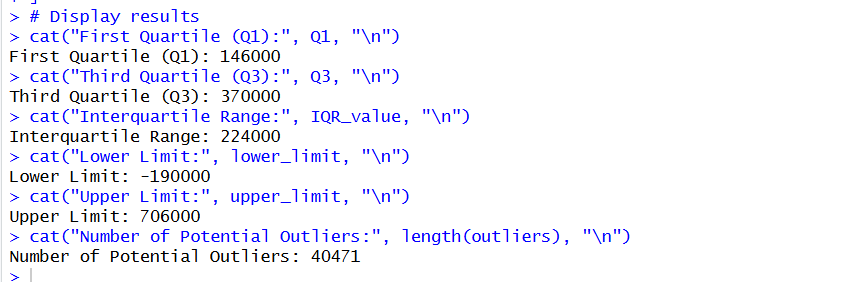 > # Display results
> cat("First Quartile (Q1):", Q1, "\n")
First Quartile (Q1): 146000
> cat("Third Quartile (Q3):", Q3, "\n")
Third Quartile (Q3): 370000
> cat("Interquartile Range:", IQR_value, "\n")
Interquartile Range: 224000
> cat("Lower Limit:", lower_limit, "\n")
Lower Limit: -190000
> cat("Upper Limit:", upper_limit, "\n")
Upper Limit: 706000
> cat("Number of Potential Outliers:", length(outliers), "\n")
Number of Potential Outliers: 40471
>